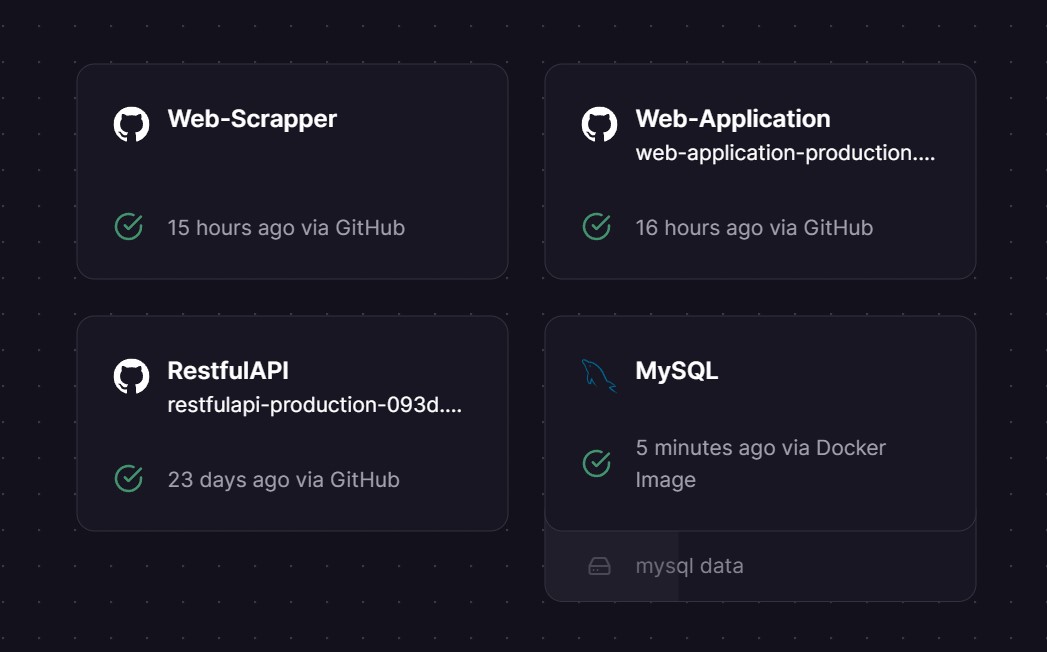 Web-Scrapper
15 hours ago via GitHub
Web-Application
web-application-production....
16 hours ago via GitHub
RestfulAPI
restfulapi-production-093d....
23 days ago via GitHub
MySQL
5 minutes ago via Docker
Image
mysql data